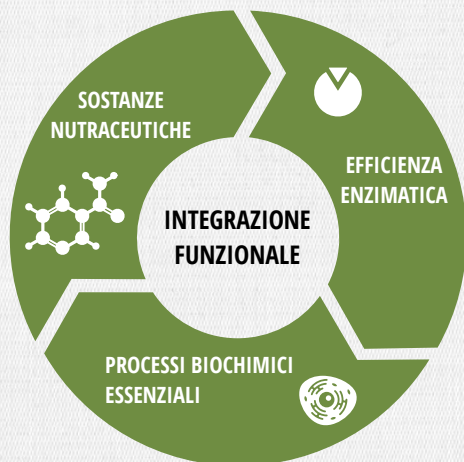 SOSTANZE
NUTRACEUTICHE
EFFICIENZA
ENZIMATICA
INTEGRAZIONE
FUNZIONALE
PROCESSI BIOCHIMICI
ESSENZIALI